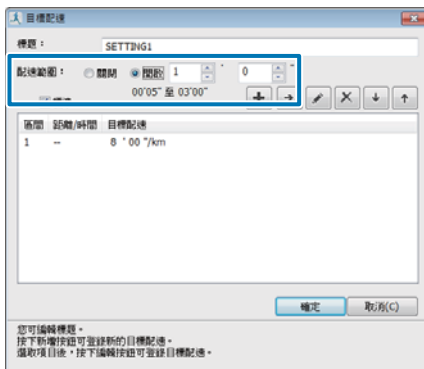 目標配速
標題： SETTING1
配速範圍： 關閉 開啟 1 ' 0 "
00'05" 至 03'00"
區間 距離/時間 目標配速
1 -- 8 '00 "/km
確定 取消(C)
您可編輯標題。
按下新增按鈕可登錄新的目標配速。
選取項目後，按下編輯按鈕可登錄目標配速。